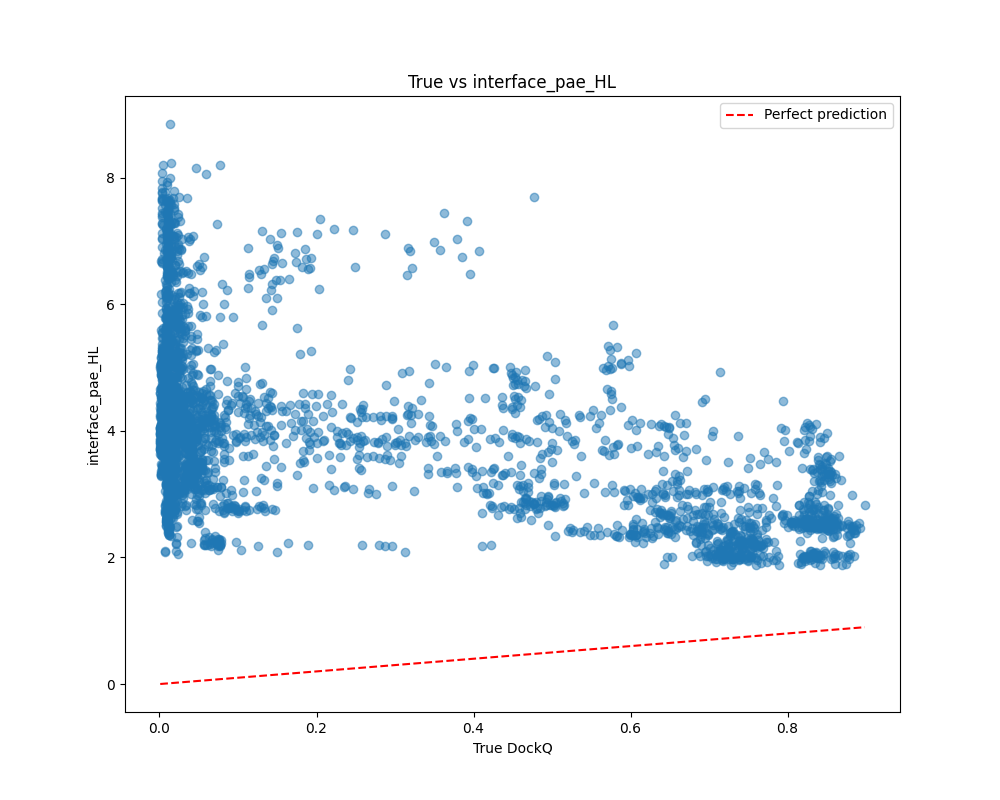 True vs interface_pae_HL
Perfect prediction
8
6
4
2
0
interface_pae_HL
0.0 0.2 0.4 0.6 0.8
True DockQ